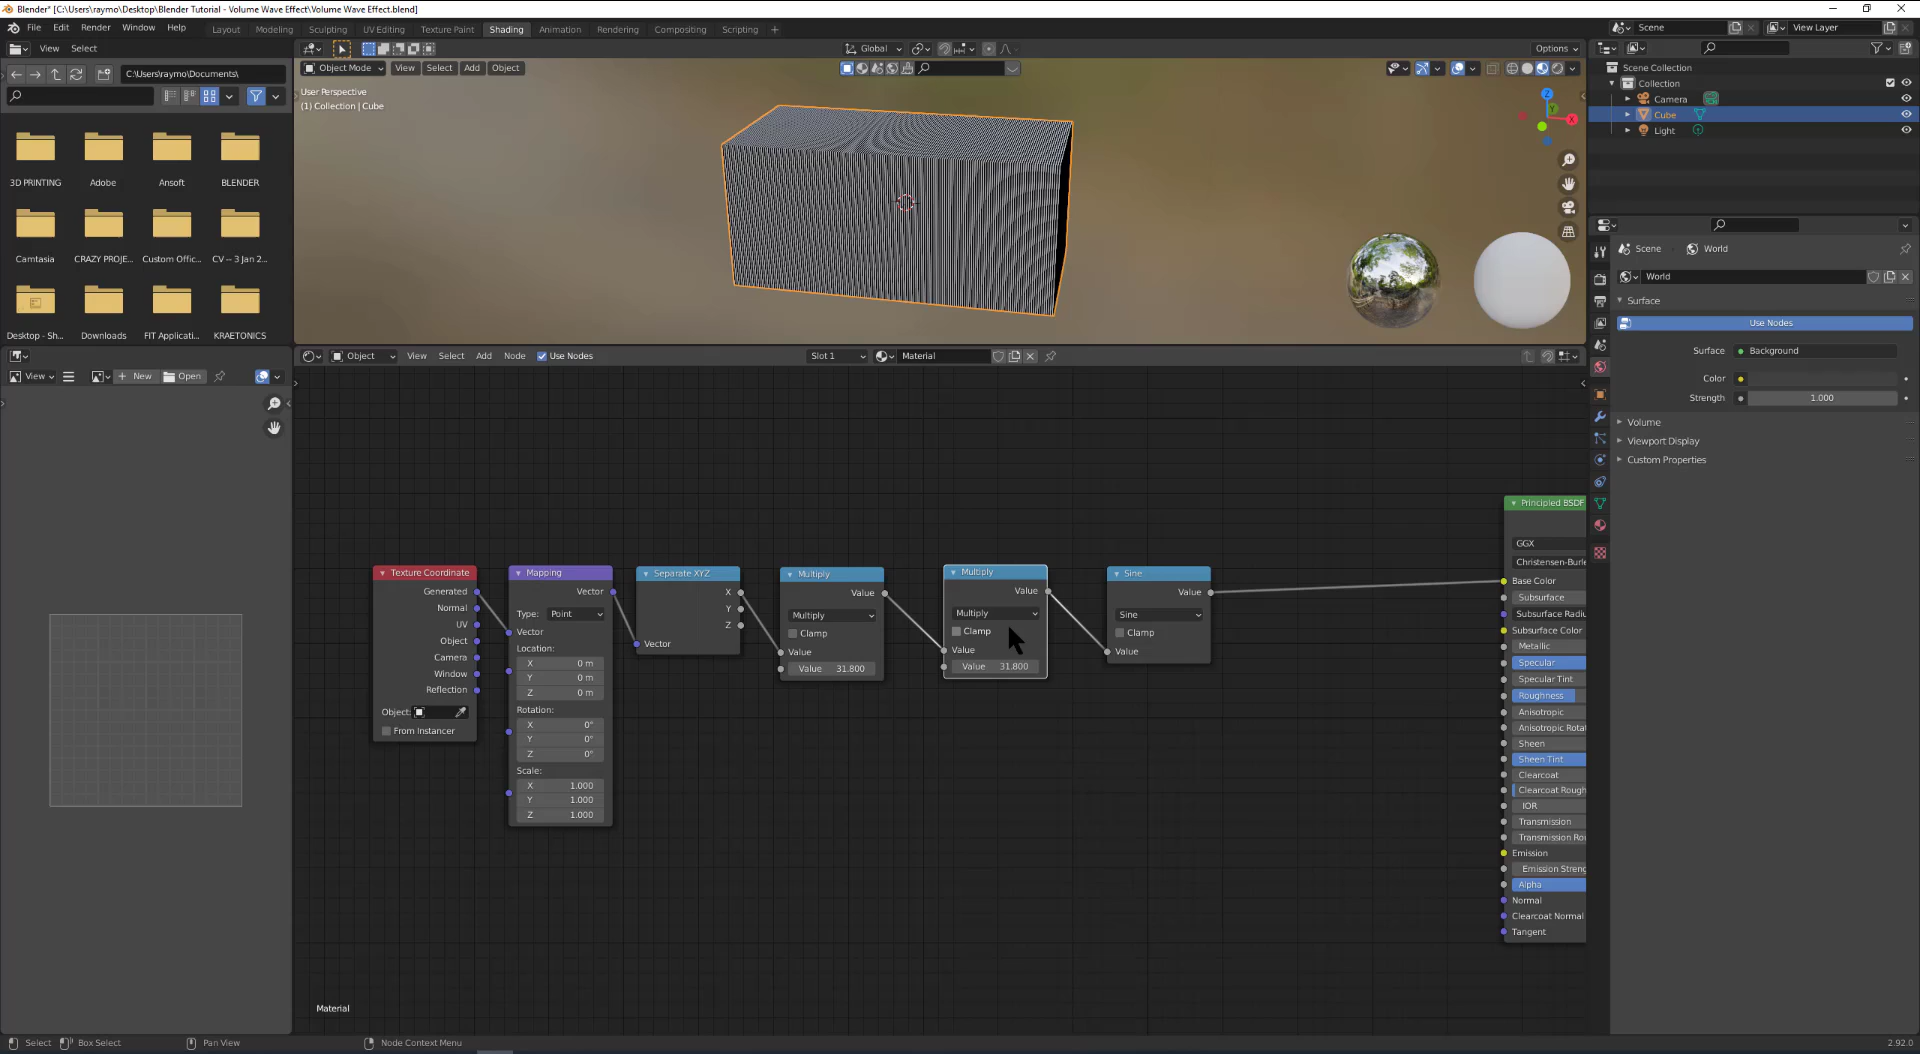 Blender* [C:\Users\raymo\Desktop\Blender Tutorial - Volume Wave Effect\Volume Wave Effect.blend]
File Edit Render Window Help Layout Modeling Sculpting UV Editing Texture Paint Shading Animation Rendering Compositing Scripting + Scene View Layer
View Select Global Options
C:\Users\raymo\Documents\
Object Mode View Select Add Object
User Perspective
(1) Collection | Cube
3D PRINTING Adobe Ansoft BLENDER
Camtasia CRAZY PROJE... Custom Offic... CV -- 3 Jan 2...
Desktop - Sh... Downloads FIT Applicati... KRAETONICS
Z
Y
X
Scene Collection
Collection
Camera
Cube
Light
Scene World
World
Surface
Use Nodes
Surface Background
Color
Strength 1.000
Volume
Viewport Display
Custom Properties
Object View Select Add Node Use Nodes Slot 1 Material
View New Open
Texture Coordinate
Generated
Normal
UV
Object
Camera
Window
Reflection
Object:
From Instancer
Mapping
Vector
Type: Point
Vector
Location:
X 0 m
Y 0 m
Z 0 m
Rotation:
X 0°
Y 0°
Z 0°
Scale:
X 1.000
Y 1.000
Z 1.000
Separate XYZ
X
Y
Z
Vector
Multiply
Value
Multiply
Clamp
Value
Value 31.800
Multiply
Value
Multiply
Clamp
Value
Value 31.800
Sine
Value
Sine
Clamp
Value
Principled BSDF
GGX
Christensen-Burle
Base Color
Subsurface
Subsurface Radiu
Subsurface Color
Metallic
Specular
Specular Tint
Roughness
Anisotropic
Anisotropic Rotat
Sheen
Sheen Tint
Clearcoat
Clearcoat Rough
IOR
Transmission
Transmission Rou
Emission
Emission Streng
Alpha
Normal
Clearcoat Normal
Tangent
Material
Select Box Select Pan View Node Context Menu 2.92.0